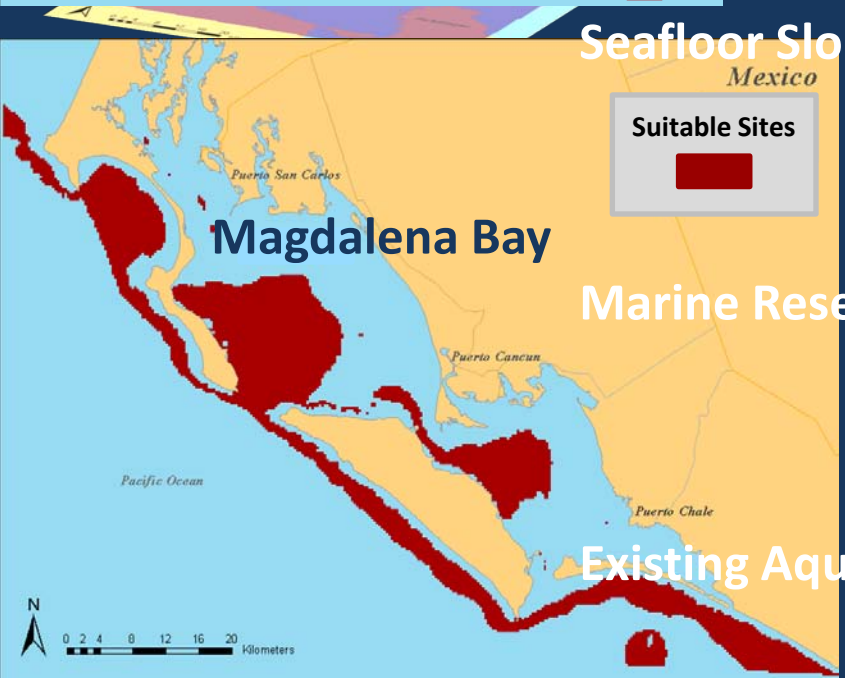 Seafloor Slo
Mexico
Suitable Sites
Puerto San Carlos
Magdalena Bay
Marine Rese
Puerto Cancun
Pacific Ocean
Puerto Chale
Existing Aqu
N
0 2 4 8 12 16 20
Kilometers